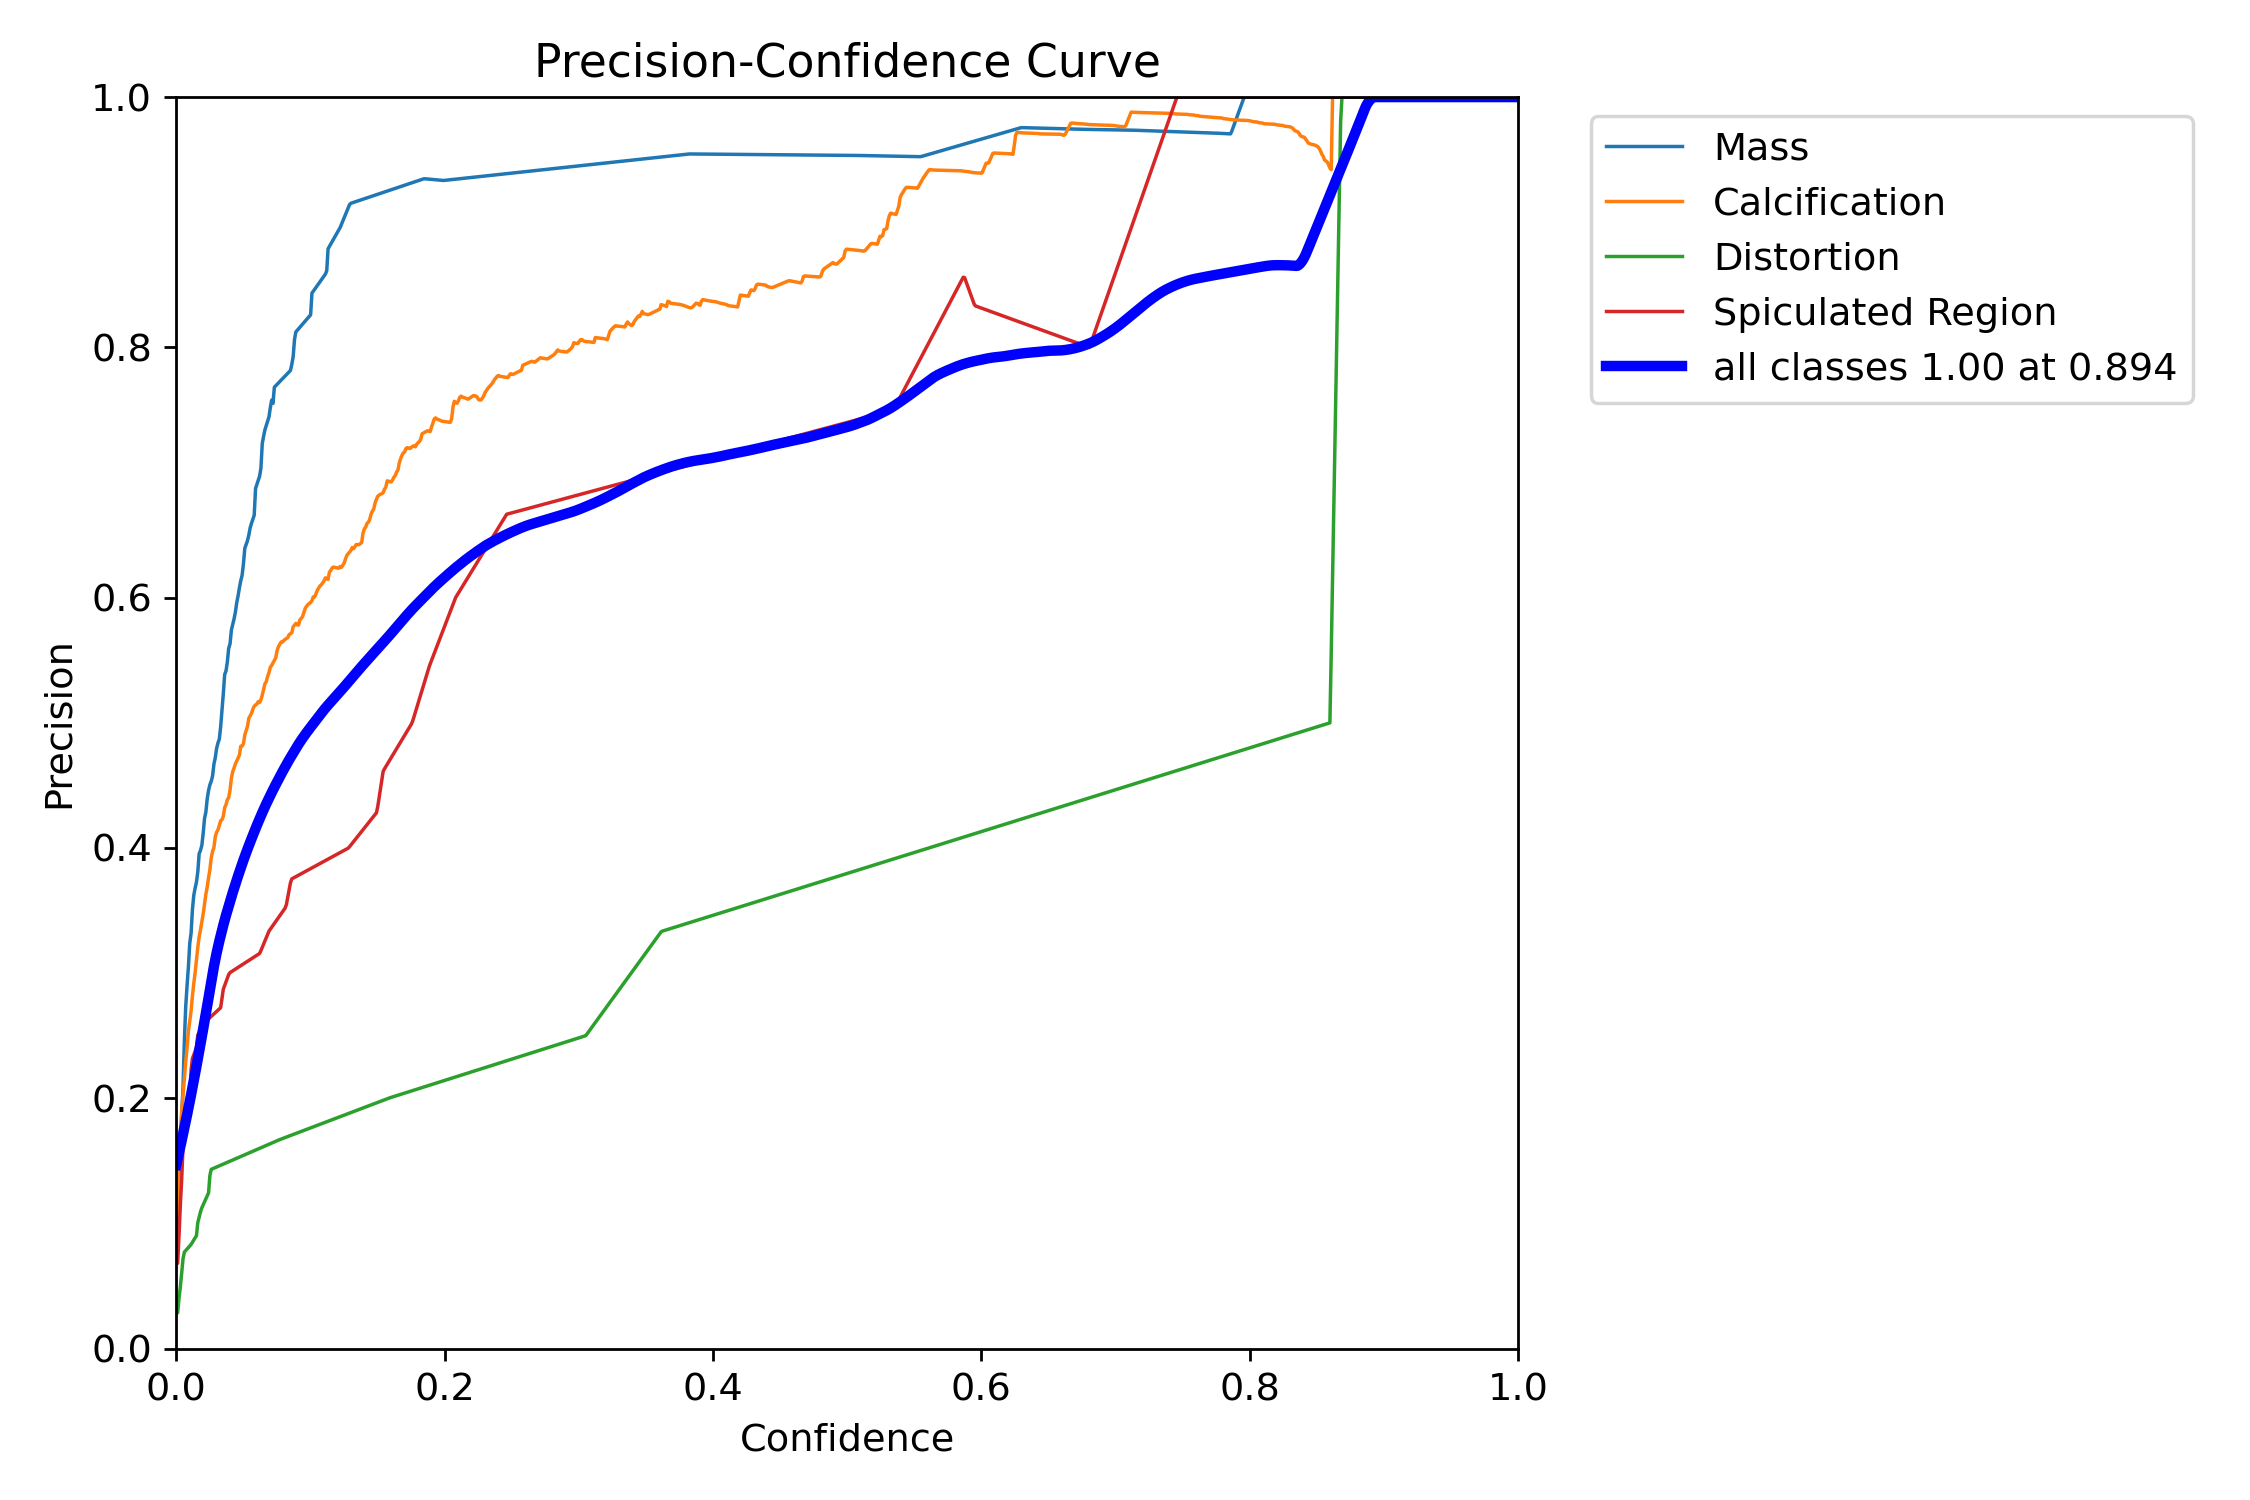 Precision-Confidence Curve
1.0
0.8
0.6
0.4
0.2
0.0
Precision
0.0 0.2 0.4 0.6 0.8 1.0
Confidence
Mass
Calcification
Distortion
Spiculated Region
all classes 1.00 at 0.894